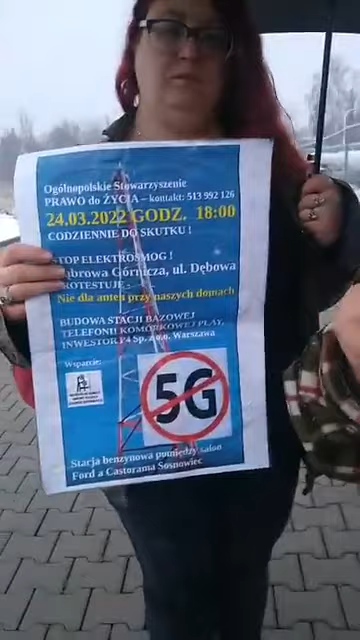 Ogólnopolskie Stowarzyszenie
PRAWO do ŻYCIA – kontakt: 513 992 126
24.03.2022 GODZ. 18:00
CODZIENNIE DO SKUTKU !
STOP ELEKTROSMOG !
Dąbrowa Górnicza, ul. Dębowa
PROTESTUJE
Nie dla anten przy naszych domach
BUDOWA STACJI BAZOWEJ
TELEFONII KOMÓRKOWEJ PLAY,
INWESTOR P4 Sp. z o.o. Warszawa
Wsparcie:
5G
Stacja benzynowa pomiędzy salon
Ford a Castorama Sosnowiec